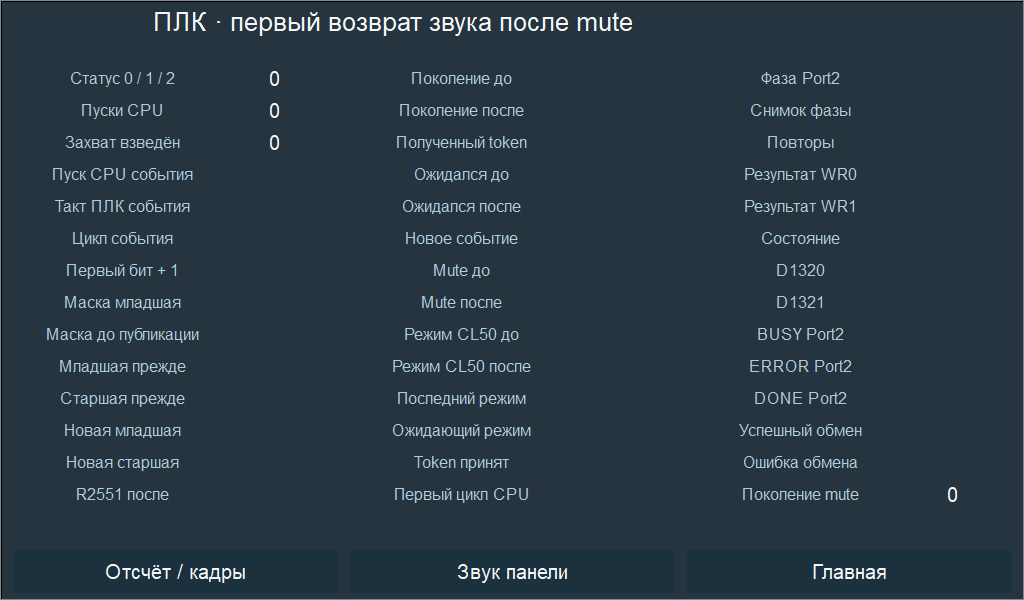 ПЛК · первый возврат звука после mute
Статус 0 / 1 / 2 0 Поколение до Фаза Port2
Пуски CPU 0 Поколение после Снимок фазы
Захват взведён 0 Полученный token Повторы
Пуск CPU события Ожидался до Результат WR0
Такт ПЛК события Ожидался после Результат WR1
Цикл события Новое событие Состояние
Первый бит + 1 Mute до D1320
Маска младшая Mute после D1321
Маска до публикации Режим CL50 до BUSY Port2
Младшая прежде Режим CL50 после ERROR Port2
Старшая прежде Последний режим DONE Port2
Новая младшая Ожидающий режим Успешный обмен
Новая старшая Token принят Ошибка обмена
R2551 после Первый цикл CPU Поколение mute 0
Отсчёт / кадры Звук панели Главная